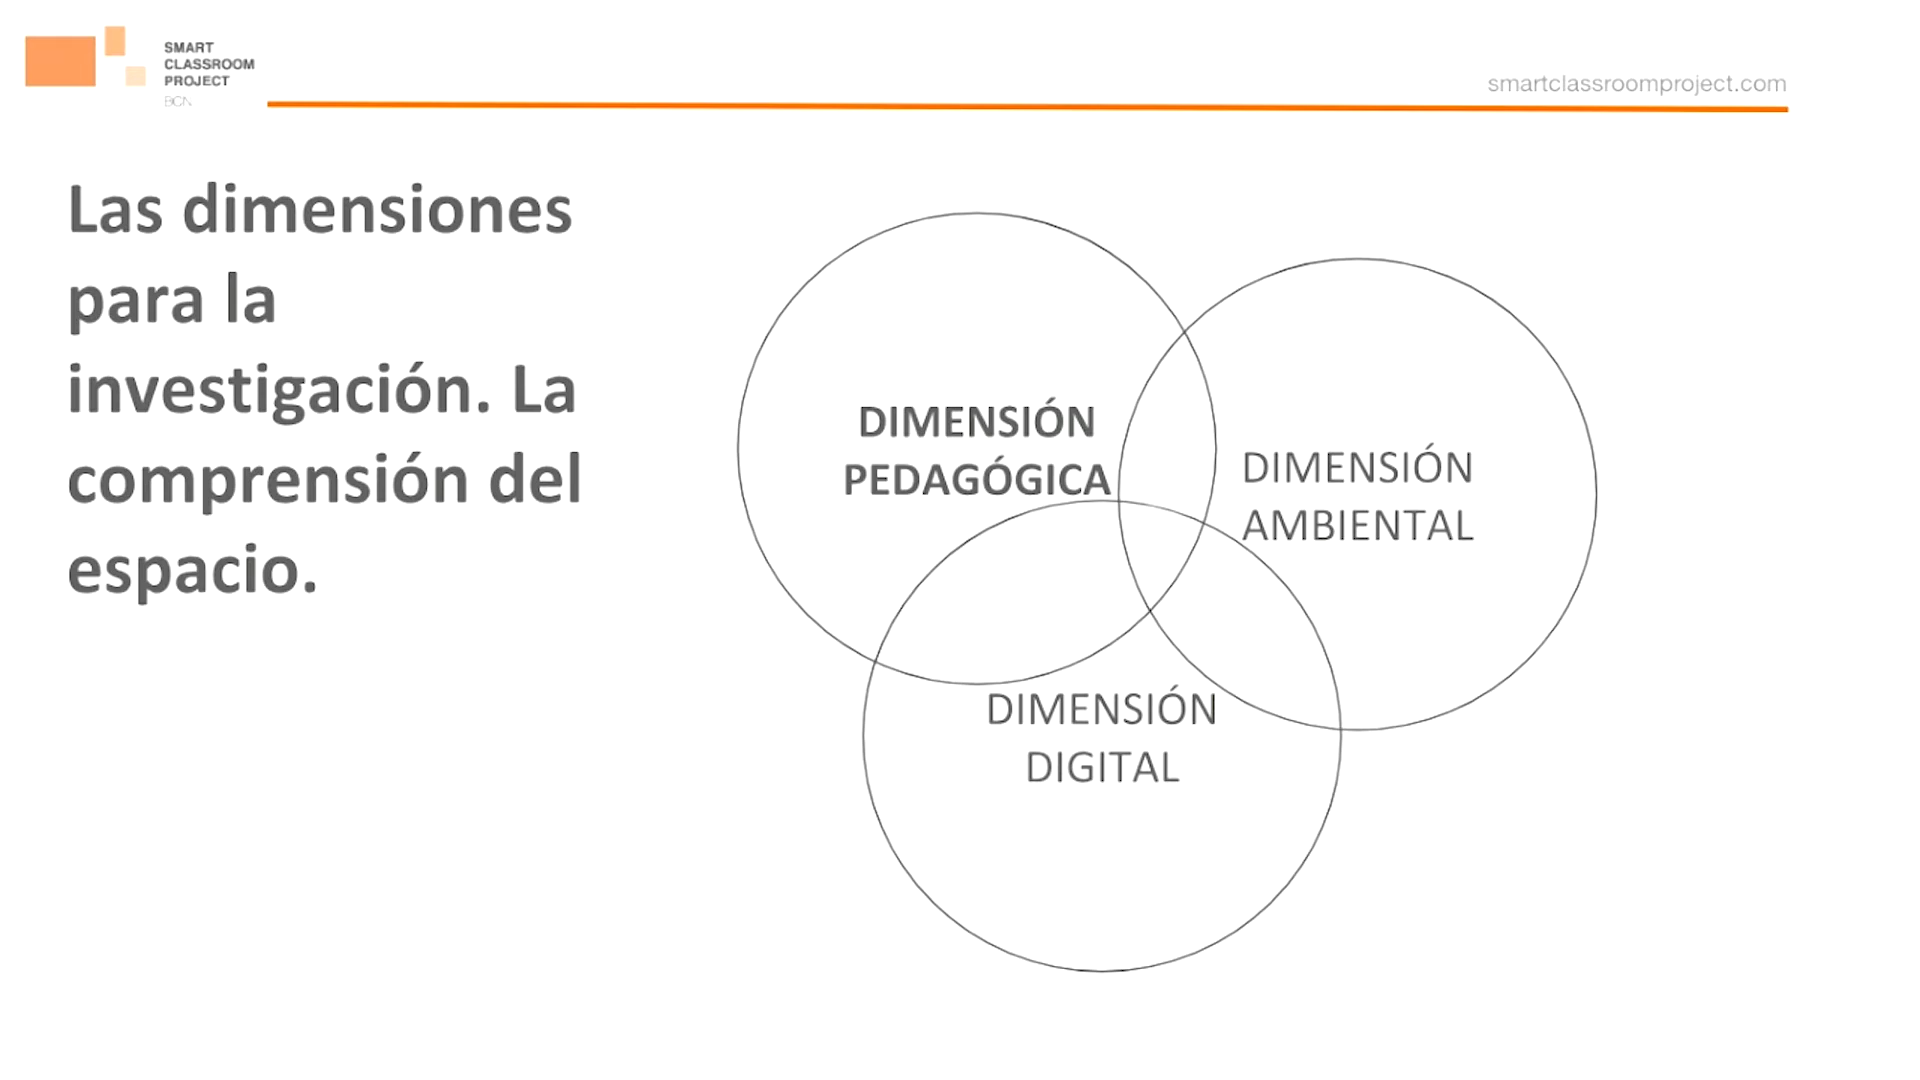 SMART
CLASSROOM
PROJECT
BCN
smartclassroomproject.com
Las dimensiones
para la
investigación. La
comprensión del
espacio.
DIMENSIÓN
PEDAGÓGICA
DIMENSIÓN
AMBIENTAL
DIMENSIÓN
DIGITAL